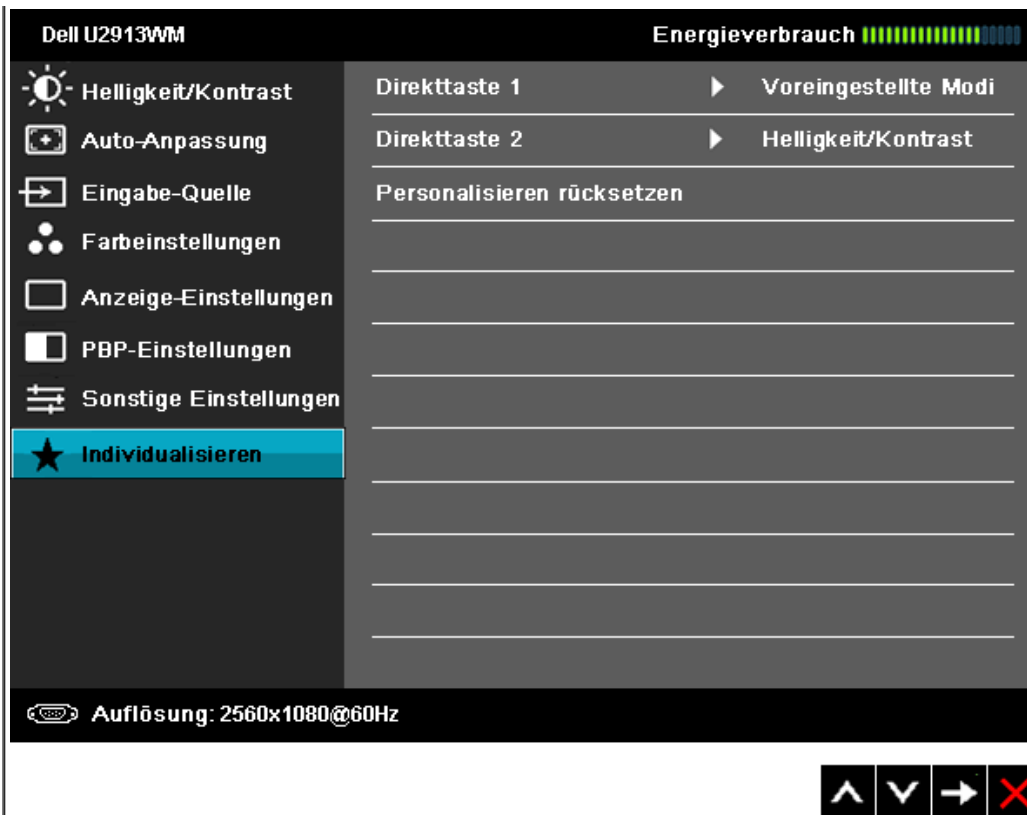 Dell U2913WM Energieverbrauch
Helligkeit/Kontrast
Auto-Anpassung
Eingabe-Quelle
Farbeinstellungen
Anzeige-Einstellungen
PBP-Einstellungen
Sonstige Einstellungen
Individualisieren
Direkttaste 1 Voreingestellte Modi
Direkttaste 2 Helligkeit/Kontrast
Personalisieren rücksetzen
Auflösung: 2560x1080@60Hz